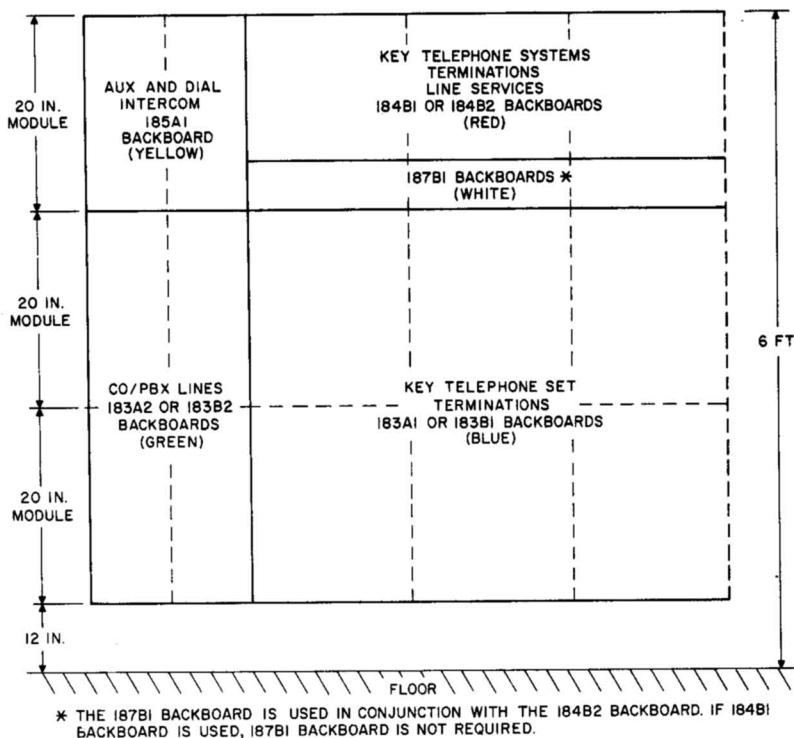 20 IN.
MODULE
AUX AND DIAL
INTERCOM
185A1
BACKBOARD
(YELLOW)
KEY TELEPHONE SYSTEMS
TERMINATIONS
LINE SERVICES
184B1 OR 184B2 BACKBOARDS
(RED)
187B1 BACKBOARDS *
(WHITE)
20 IN.
MODULE
6 FT
CO/PBX LINES
183A2 OR 183B2
BACKBOARDS
(GREEN)
KEY TELEPHONE SET
TERMINATIONS
183A1 OR 183B1 BACKBOARDS
(BLUE)
20 IN.
MODULE
12 IN.
FLOOR
* THE 187B1 BACKBOARD IS USED IN CONJUNCTION WITH THE 184B2 BACKBOARD. IF 184B1
BACKBOARD IS USED, 187B1 BACKBOARD IS NOT REQUIRED.